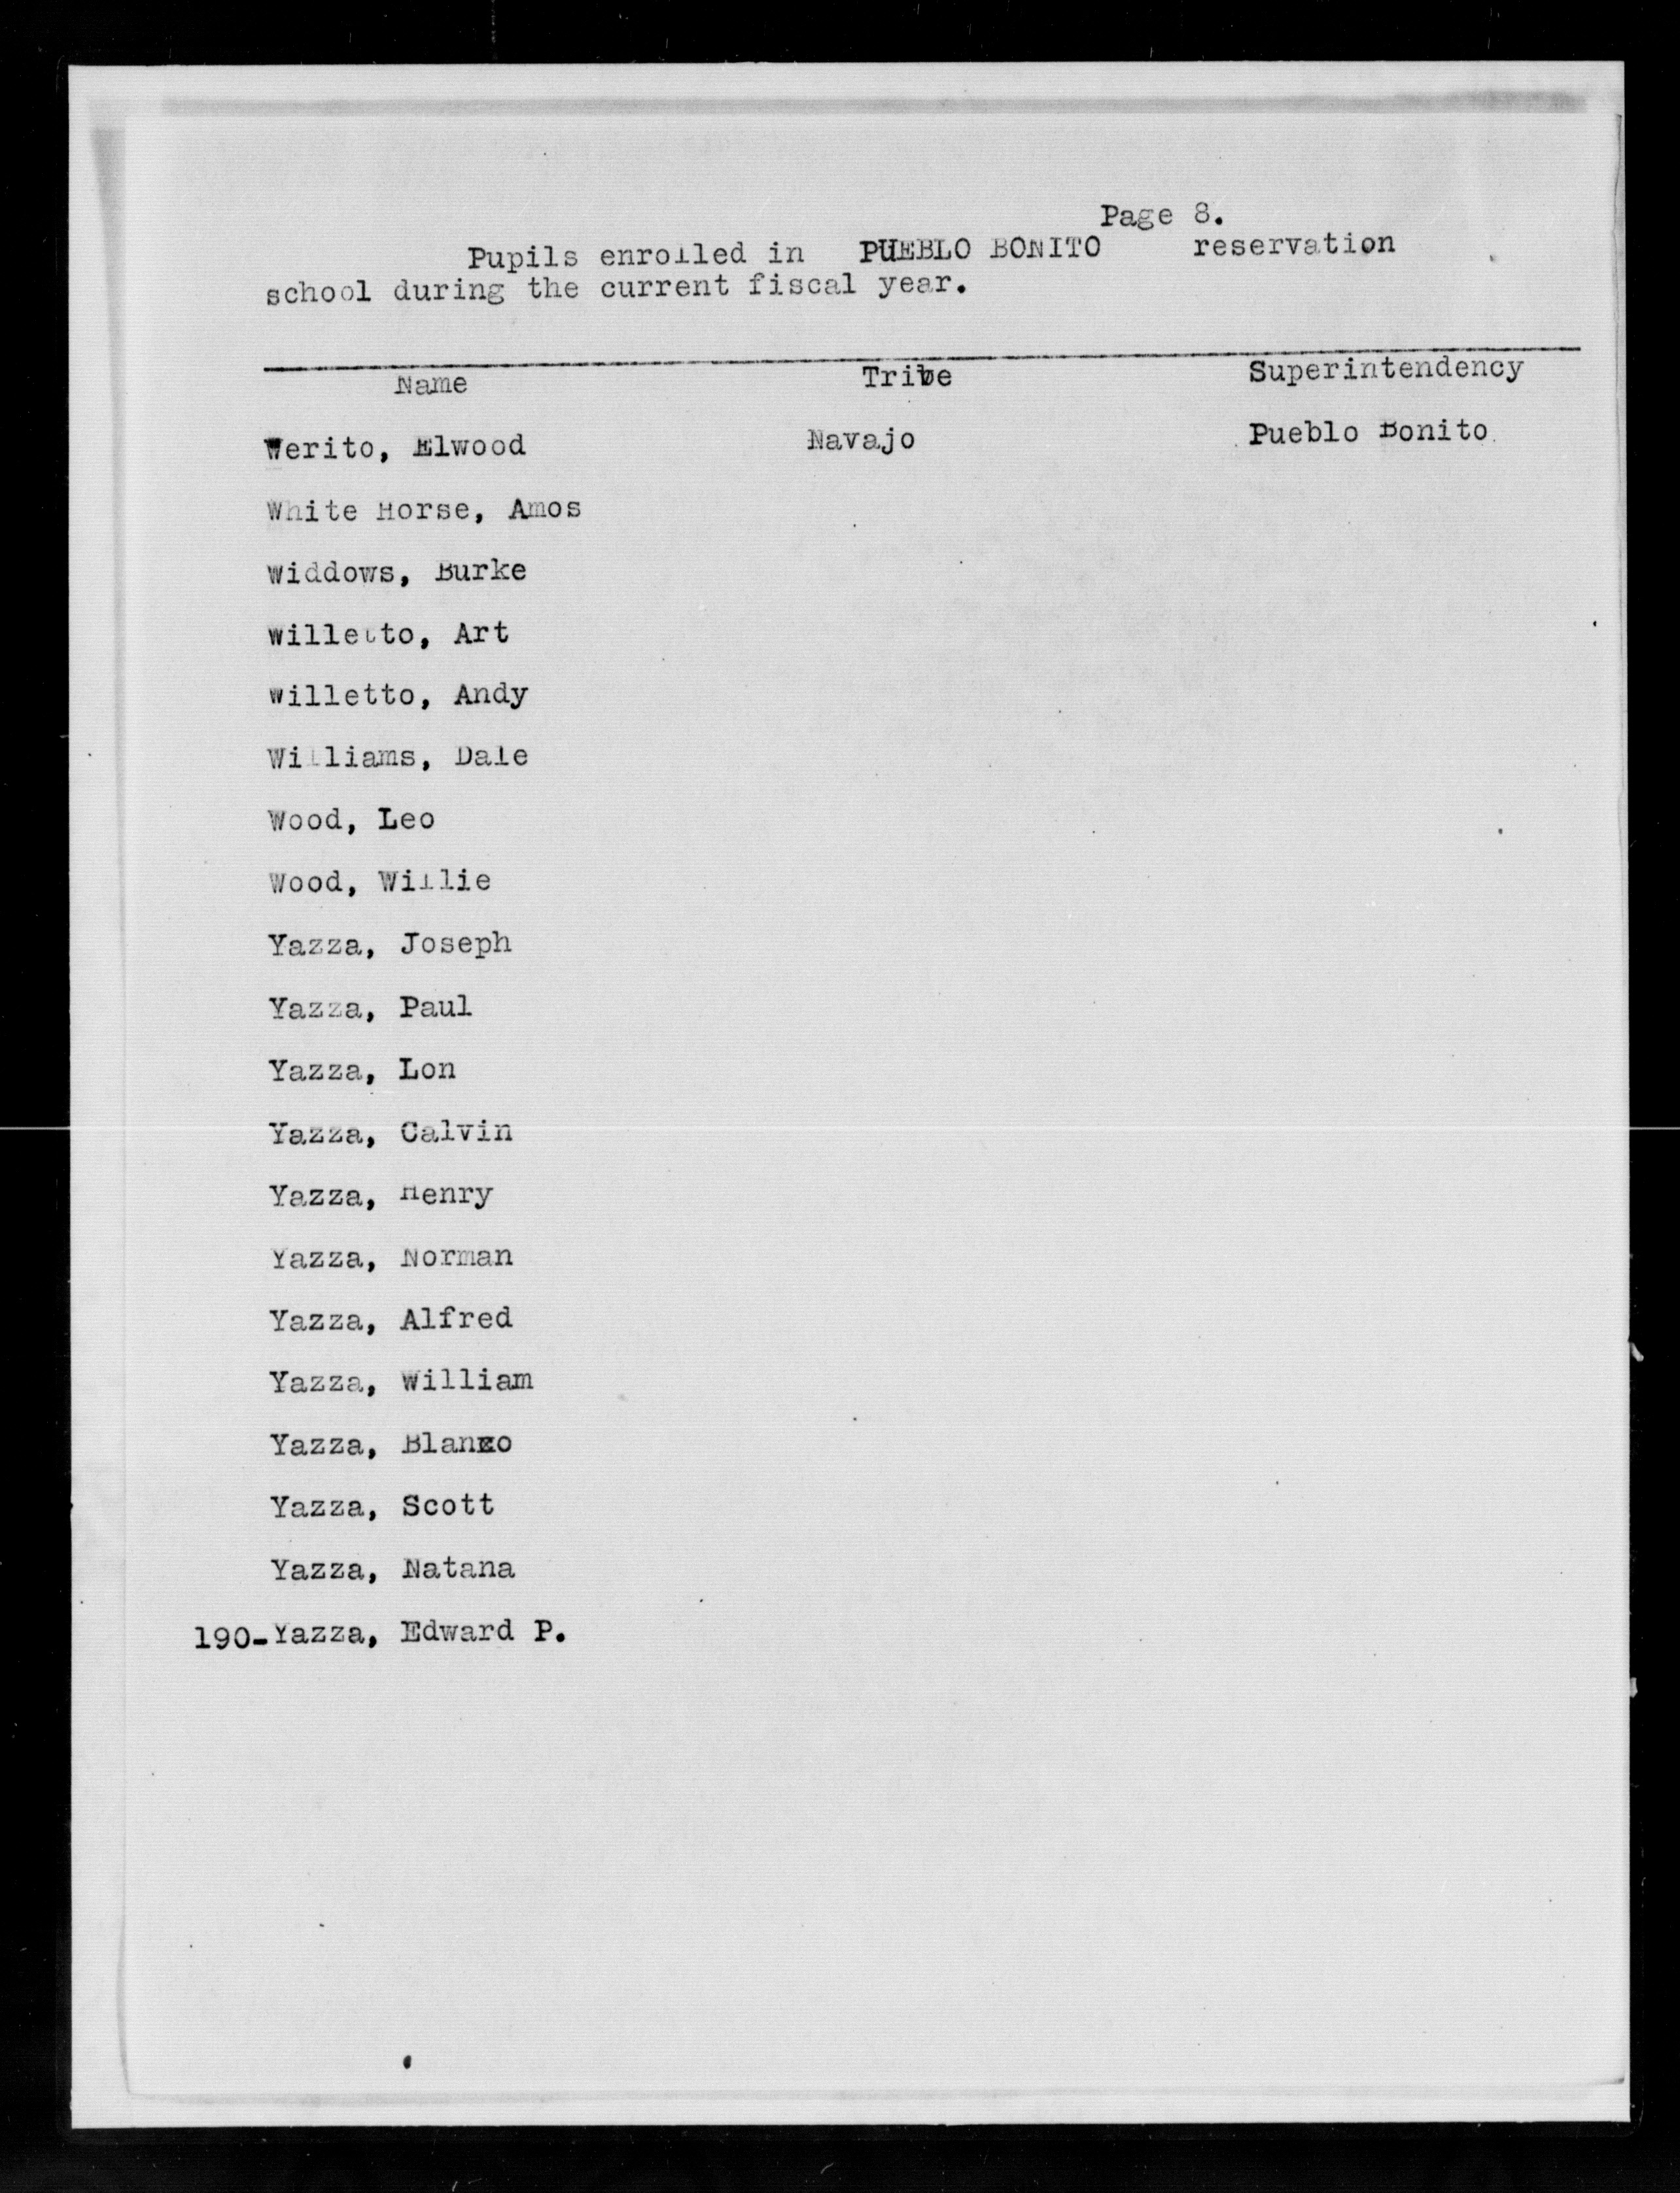 Page 8.
Pupils enrolled in PUEBLO BONITO reservation
school during the current fiscal year.
Name Tribe Superintendency
Werito, Elwood Navajo Pueblo Bonito
White Horse, Amos
Widdows, Burke
Willetto, Art
Willetto, Andy
Williams, Dale
Wood, Leo
Wood, Willie
Yazza, Joseph
Yazza, Paul
Yazza, Lon
Yazza, Calvin
Yazza, Henry
Yazza, Norman
Yazza, Alfred
Yazza, William
Yazza,
Yazza, Scott
Yazza, Natana
190-Yazza, Edward P.